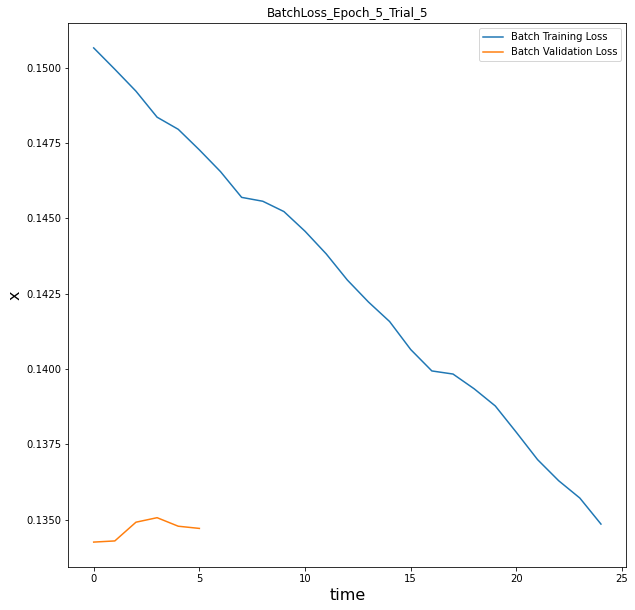 BatchLoss_Epoch_5_Trial_5
Batch Training Loss
Batch Validation Loss
x
0.1500
0.1475
0.1450
0.1425
0.1400
0.1375
0.1350
0 5 10 15 20 25
time